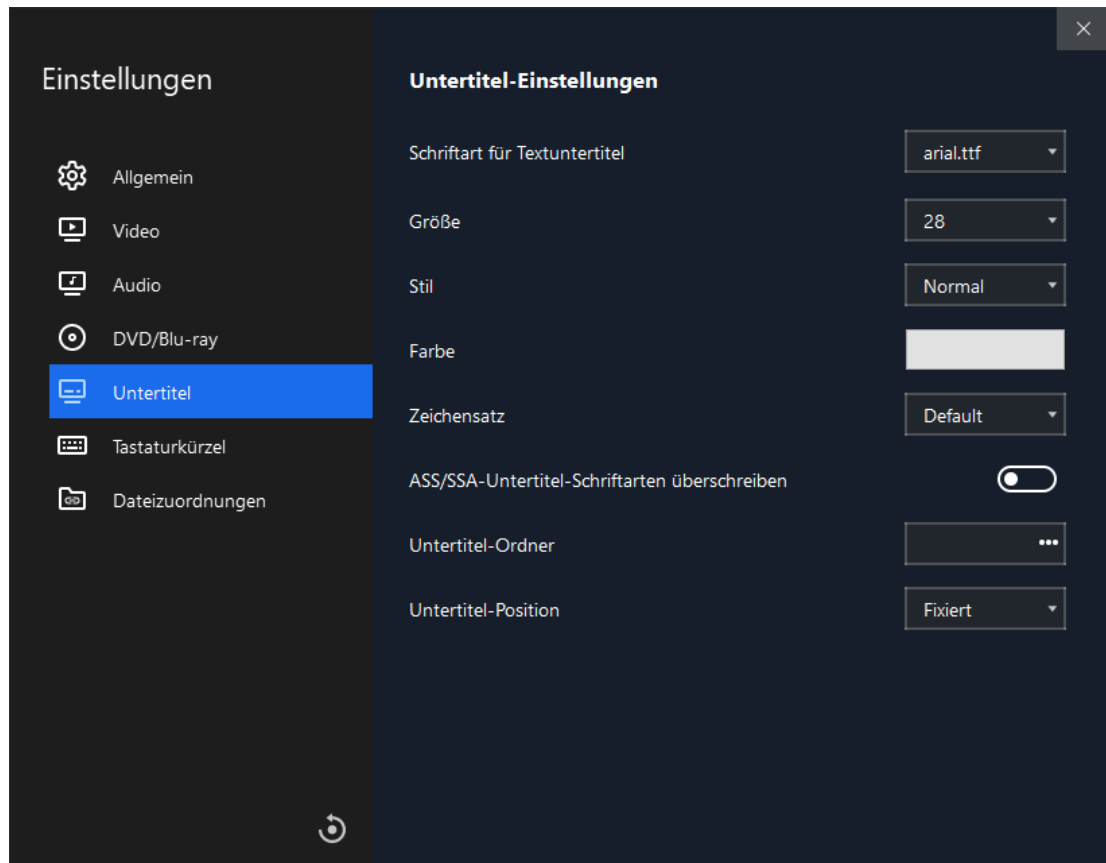 Einstellungen
Allgemein
Video
Audio
DVD/Blu-ray
Untertitel
Tastaturkürzel
Dateizuordnungen
Untertitel-Einstellungen
Schriftart für Textuntertitel
arial.ttf
Größe
28
Stil
Normal
Farbe
Zeichensatz
Default
ASS/SSA-Untertitel-Schriftarten überschreiben
Untertitel-Ordner
•••
Untertitel-Position
Fixiert